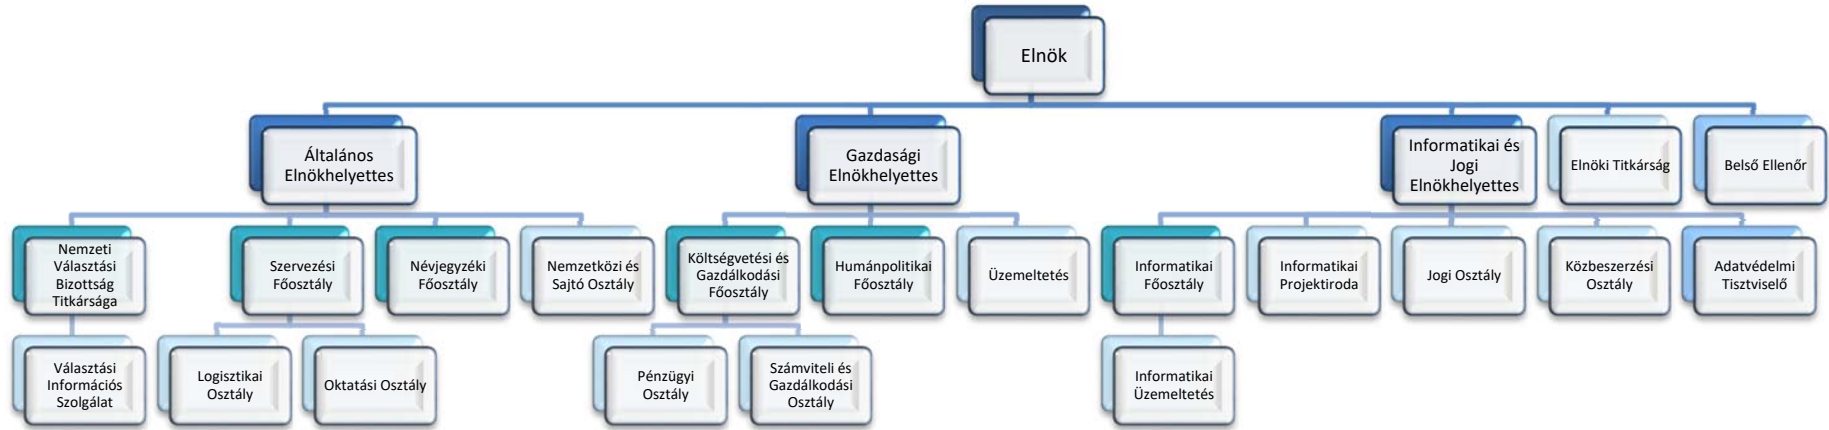 Elnök
Általános
Elnökhelyettes
Gazdasági
Elnökhelyettes
Informatikai és
Jogi
Elnökhelyettes
Elnöki Titkárság
Belső Ellenőr
Nemzeti
Választási
Bizottság
Titkársága
Szervezési
Főosztály
Névjegyzéki
Főosztály
Nemzetközi és
Sajtó Osztály
Költségvetési és
Gazdálkodási
Főosztály
Humánpolitikai
Főosztály
Üzemeltetés
Informatikai
Főosztály
Informatikai
Projektiroda
Jogi Osztály
Közbeszerzési
Osztály
Adatvédelmi
Tisztviselő
Választási
Információs
Szolgálat
Logisztikai
Osztály
Oktatási Osztály
Pénzügyi
Osztály
Számviteli és
Gazdálkodási
Osztály
Informatikai
Üzemeltetés